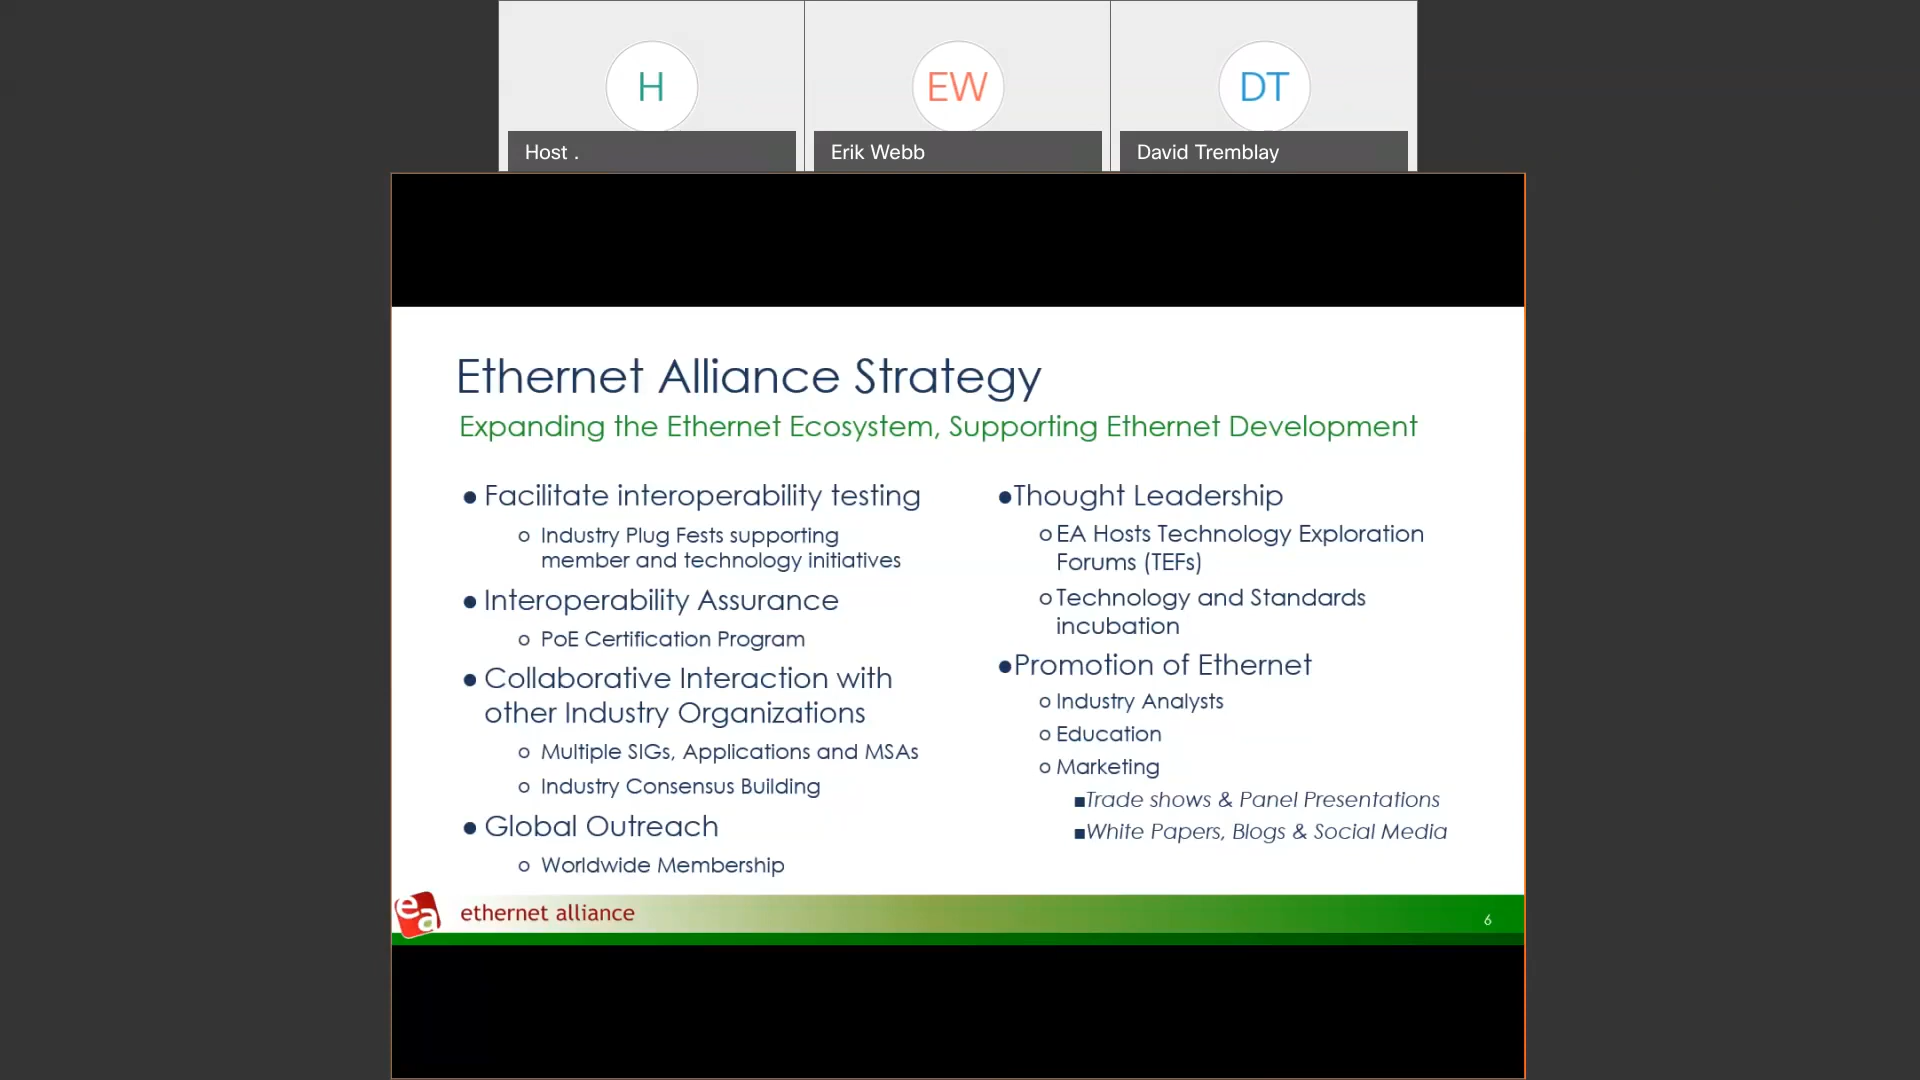 H
EW
DT
Host .
Erik Webb
David Tremblay
Ethernet Alliance Strategy
Expanding the Ethernet Ecosystem, Supporting Ethernet Development
● Facilitate interoperability testing
o Industry Plug Fests supporting
member and technology initiatives
● Interoperability Assurance
o PoE Certification Program
● Collaborative Interaction with
other Industry Organizations
o Multiple SIGs, Applications and MSAs
o Industry Consensus Building
● Global Outreach
o Worldwide Membership
●Thought Leadership
o EA Hosts Technology Exploration
Forums (TEFs)
o Technology and Standards
incubation
●Promotion of Ethernet
o Industry Analysts
o Education
o Marketing
■Trade shows & Panel Presentations
■White Papers, Blogs & Social Media
ea
ethernet alliance
6